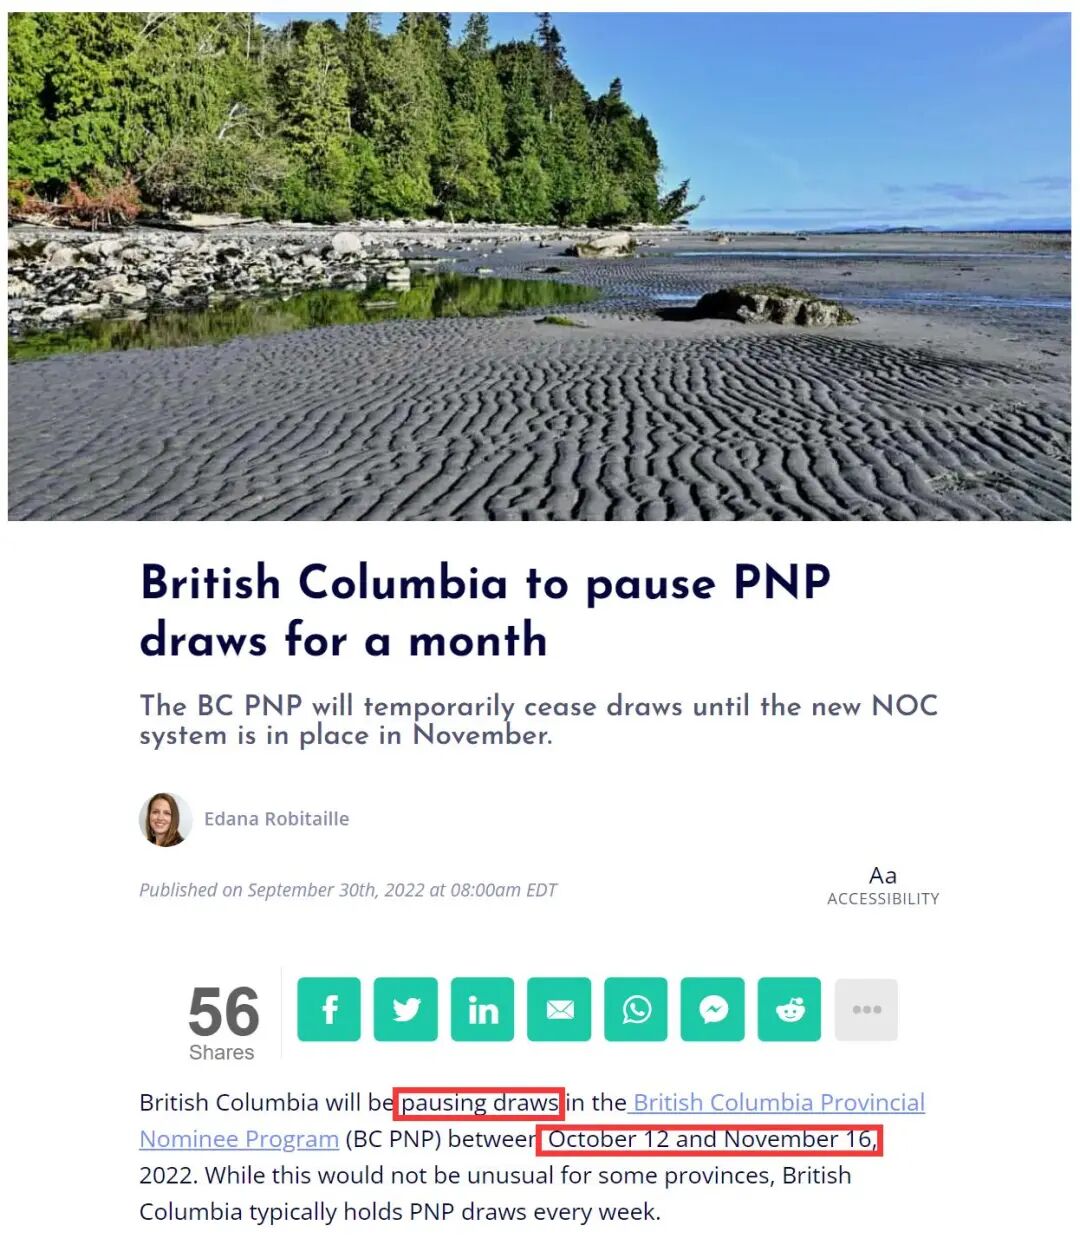 British Columbia to pause PNP
draws for a month
The BC PNP will temporarily cease draws until the new NOC
system is in place in November.
Edana Robitaille
Published on September 30th, 2022 at 08:00am EDT
Aa
ACCESSIBILITY
56
Shares
British Columbia will be pausing draws in the British Columbia Provincial
Nominee Program (BC PNP) between October 12 and November 16,
2022. While this would not be unusual for some provinces, British
Columbia typically holds PNP draws every week.